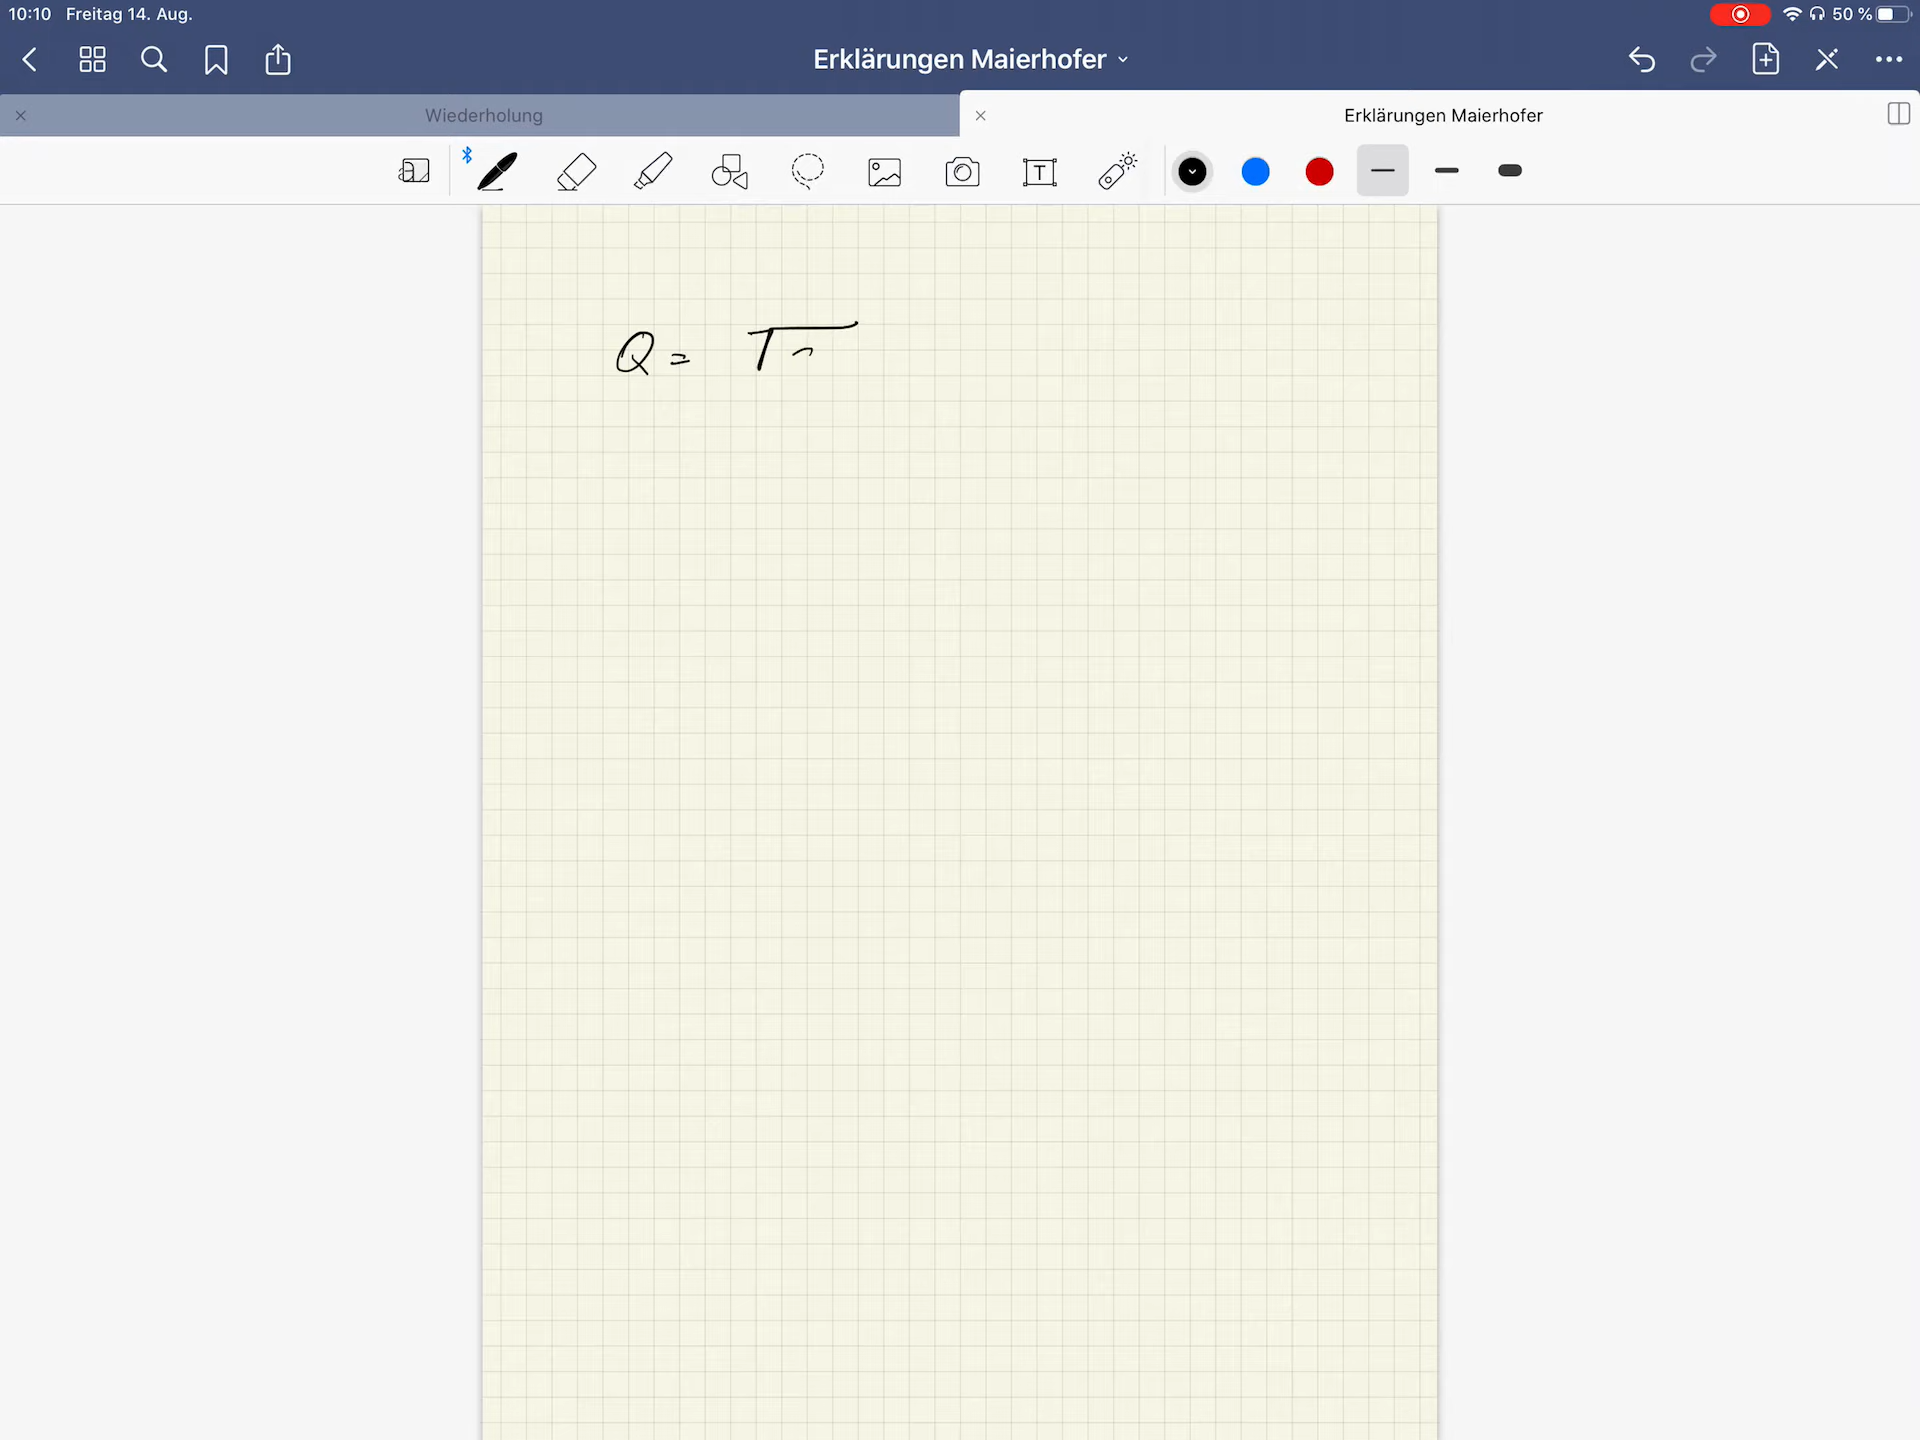 10:10 Freitag 14. Aug. 50 %
Erklärungen Maierhofer
Wiederholung
Erklärungen Maierhofer
a T
Q = T